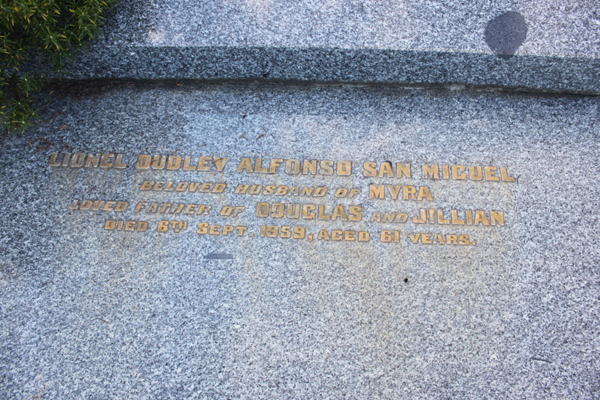 LIONEL DUDLEY ALFONSO SAN MIGUEL.
BELOVED HUSBAND OF MYRA
LOVED FATHER OF DOUGLAS AND JILLIAN
DIED 6TH SEPT. 1959, AGED 61 YEARS.